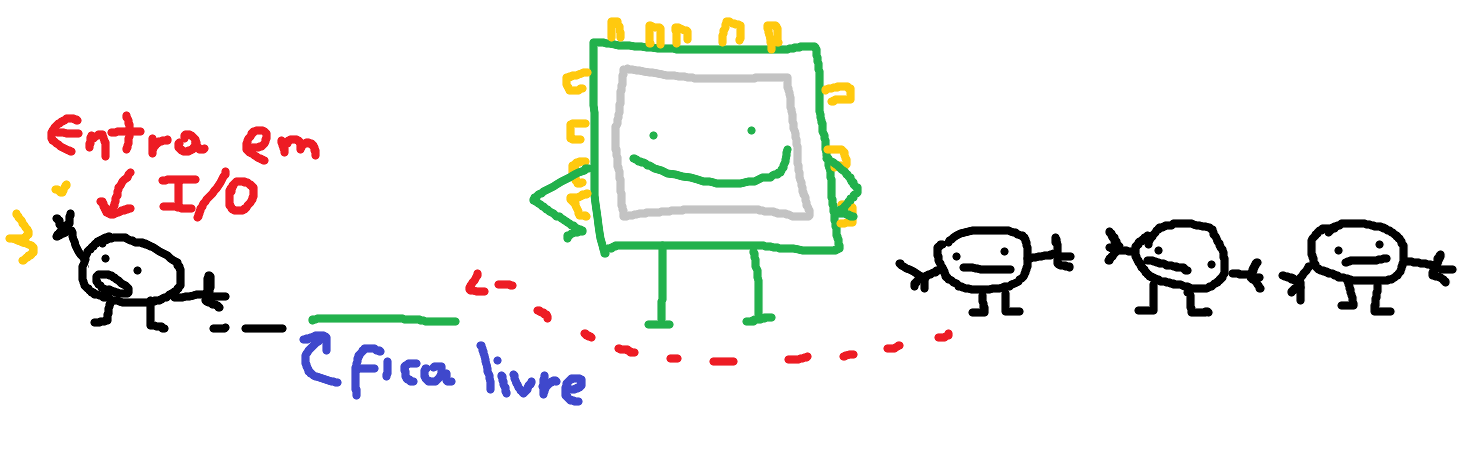 Entra em
I/O
fica livre